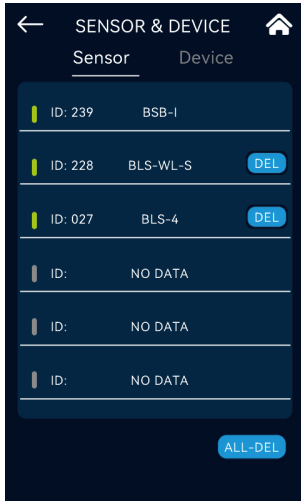 SENSOR & DEVICE
Sensor Device
ID: 239 BSB-I
ID: 228 BLS-WL-S DEL
ID: 027 BLS-4 DEL
ID: NO DATA
ID: NO DATA
ID: NO DATA
ALL-DEL